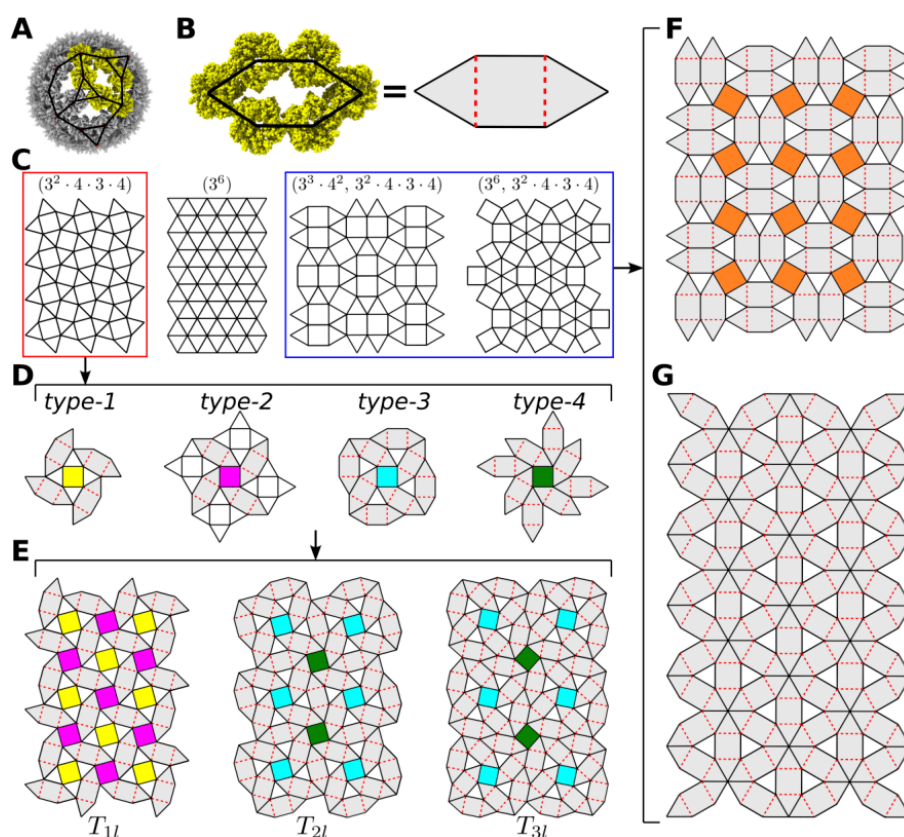 A
B
=
F
C
(3² · 4 · 3 · 4)
(3⁶)
(3³ · 4², 3² · 4 · 3 · 4)
(3⁶, 3² · 4 · 3 · 4)
D
G
type-1
type-2
type-3
type-4
E
T₁ₗ
T₂ₗ
T₃ₗ